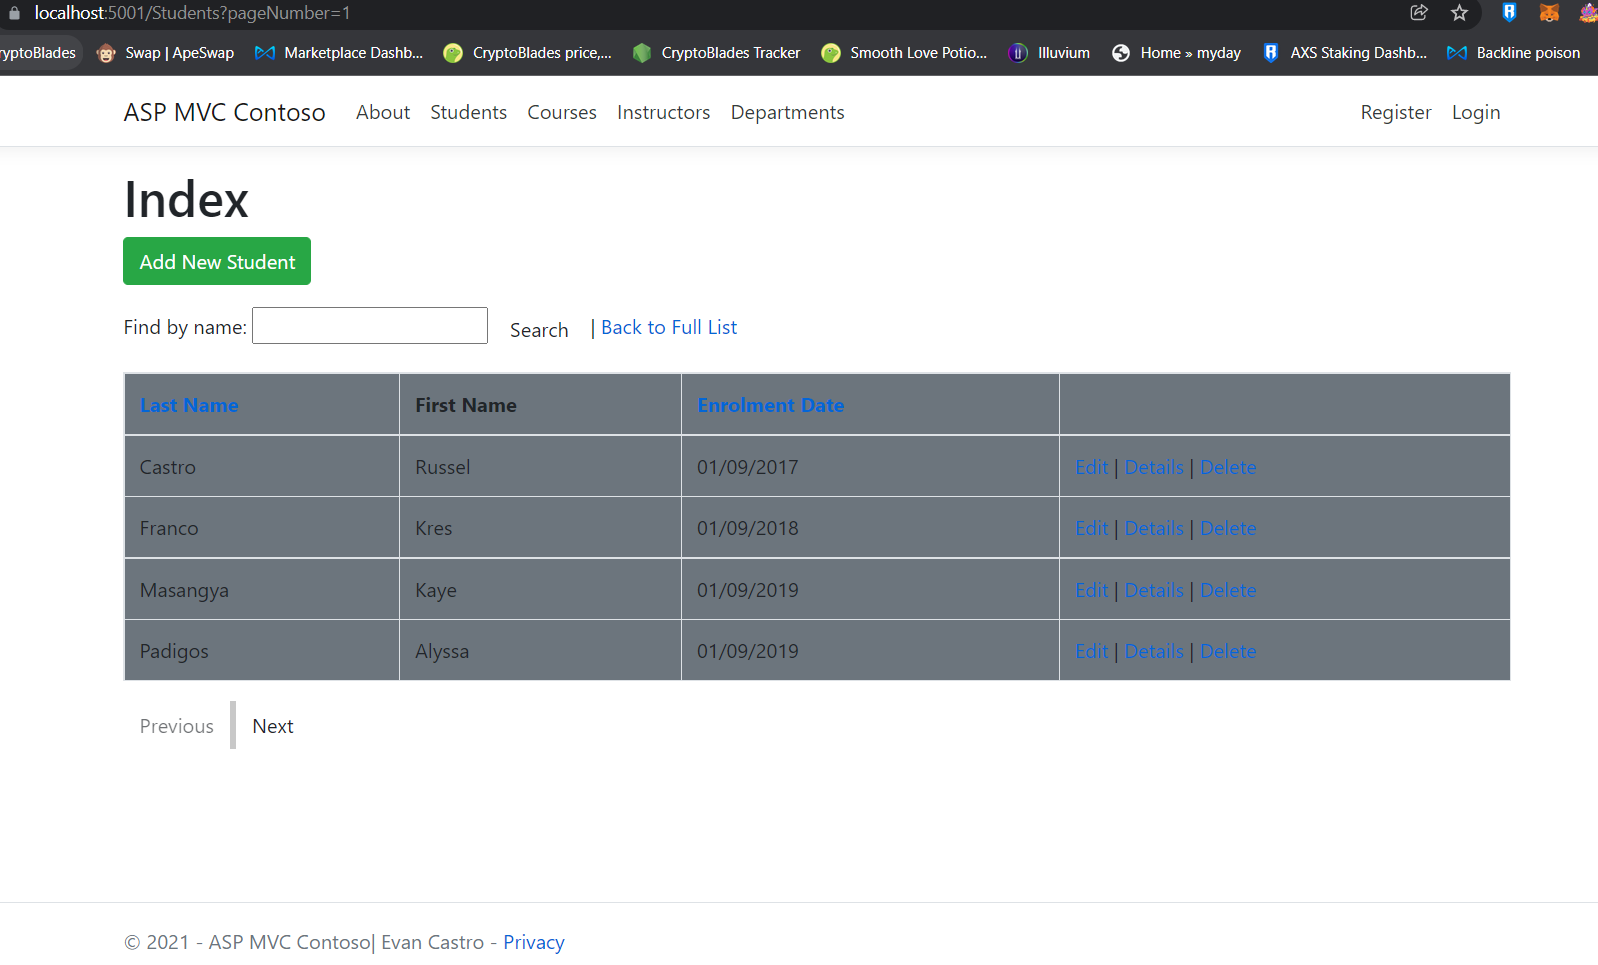 localhost:5001/Students?pageNumber=1
ryptoBlades Swap | ApeSwap Marketplace Dashb... CryptoBlades price,... CryptoBlades Tracker Smooth Love Potio... Illuvium Home » myday AXS Staking Dashb... Backline poison
ASP MVC Contoso About Students Courses Instructors Departments Register Login
Index
Add New Student
Find by name: Search | Back to Full List
Last Name First Name Enrolment Date
Castro Russel 01/09/2017 Edit | Details | Delete
Franco Kres 01/09/2018 Edit | Details | Delete
Masangya Kaye 01/09/2019 Edit | Details | Delete
Padigos Alyssa 01/09/2019 Edit | Details | Delete
Previous Next
© 2021 - ASP MVC Contoso| Evan Castro - Privacy